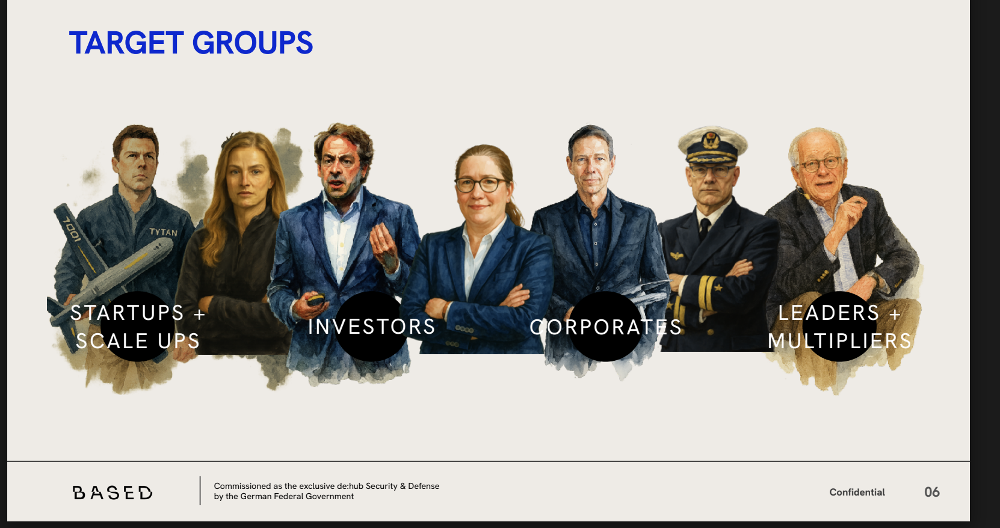 TARGET GROUPS
TYTAN
STARTUPS +
SCALE UPS
INVESTORS
CORPORATES
LEADERS +
MULTIPLIERS
BASED
Commissioned as the exclusive de:hub Security & Defense
by the German Federal Government
Confidential
06